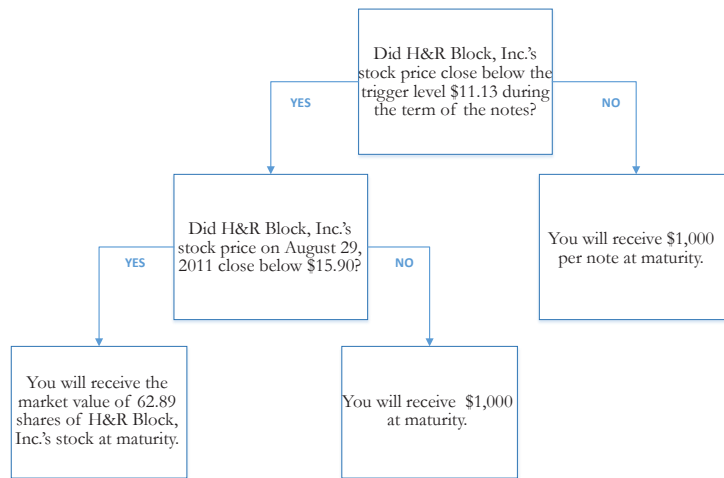 Did H&R Block, Inc.'s
stock price close below the
trigger level $11.13 during
the term of the notes?
YES
NO
Did H&R Block, Inc.'s
stock price on August 29,
2011 close below $15.90?
You will receive $1,000
per note at maturity.
YES
NO
You will receive the
market value of 62.89
shares of H&R Block,
Inc.'s stock at maturity.
You will receive $1,000
at maturity.